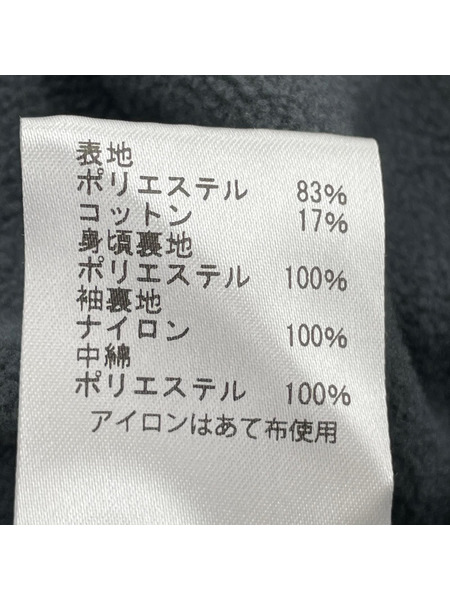 表地
ポリエステル 83%
コットン 17%
身頃裏地
ポリエステル 100%
袖裏地
ナイロン 100%
中綿
ポリエステル 100%
アイロンはあて布使用